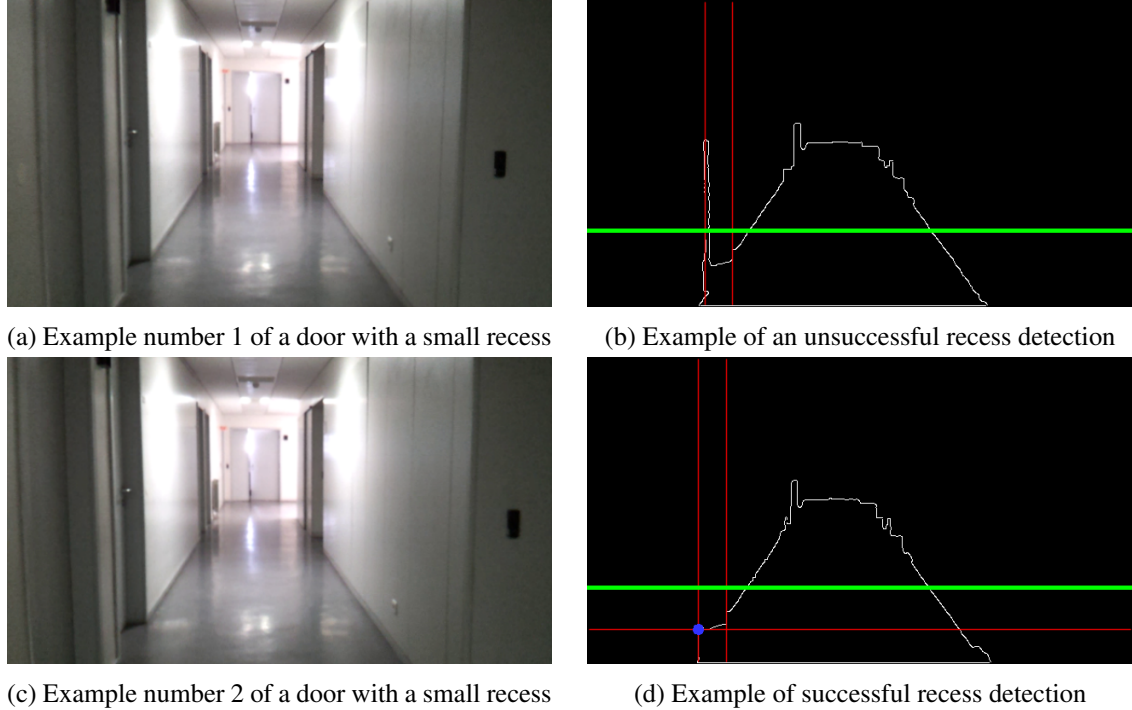 (a) Example number 1 of a door with a small recess
(b) Example of an unsuccessful recess detection
(c) Example number 2 of a door with a small recess
(d) Example of successful recess detection